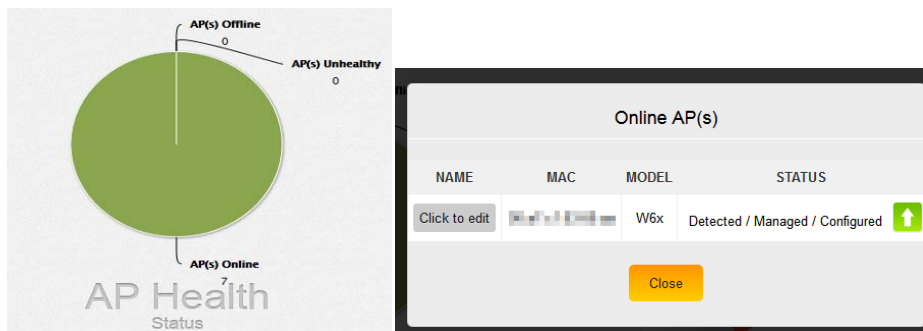 AP(s) Offline
0
AP(s) Unhealthy
0
AP(s) Online
7
AP Health
Status
Online AP(s)
NAME MAC MODEL STATUS
Click to edit W6x Detected / Managed / Configured
Close